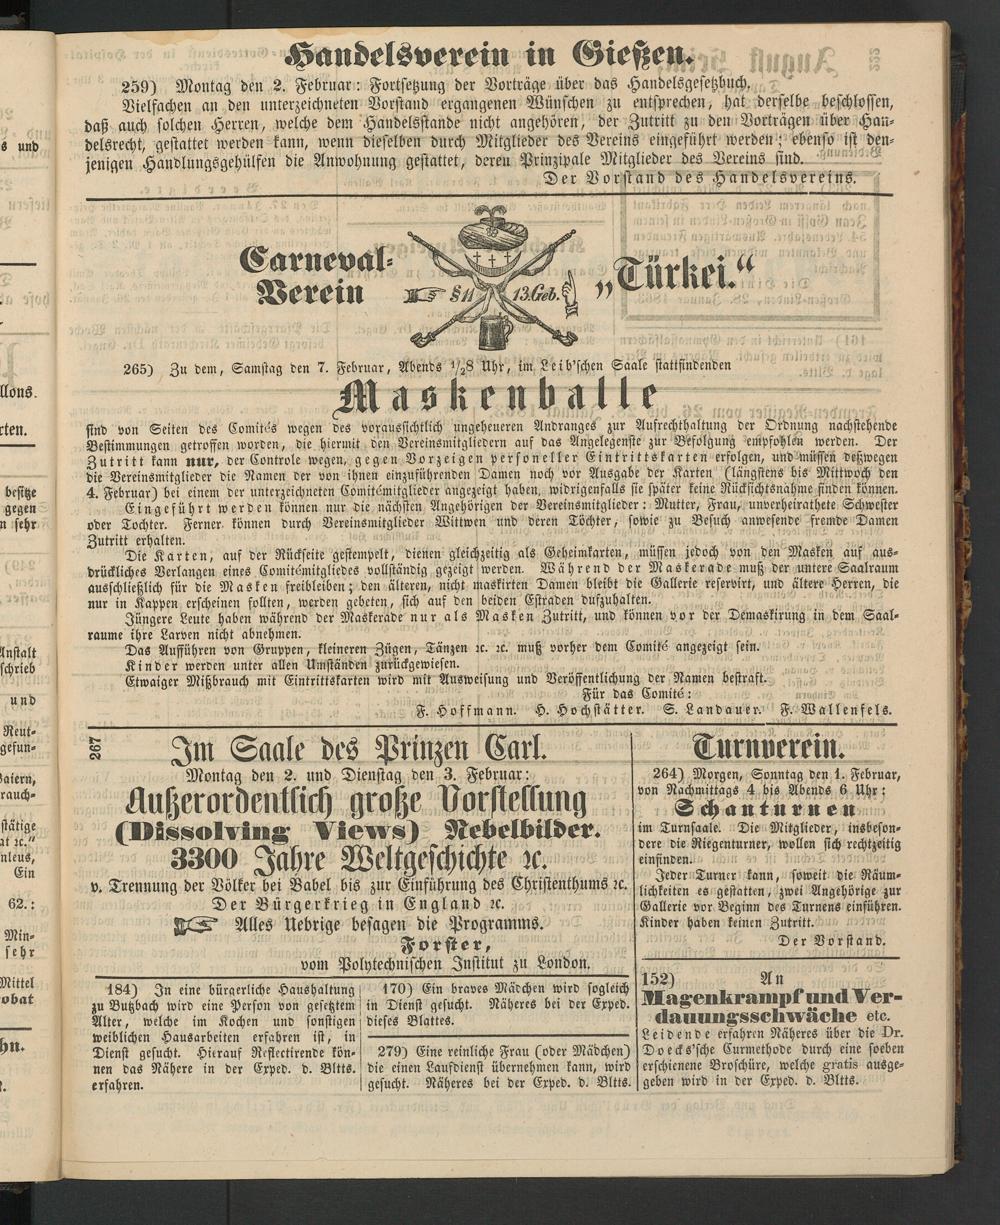 Handelsverein in Gießen.
259) Montag den 2. Februar: Fortsetzung der Vorträge über das Handelsgesetzbuch.
Vielfachen an den unterzeichneten Vorstand ergangenen Wünschen zu entsprechen, hat derselbe beschlossen,
daß auch solchen Herren, welche dem Handelsstande nicht angehören, der Zutritt zu den Vorträgen über Han-
delsrecht, gestattet werden kann, wenn dieselben durch Mitglieder des Vereins eingeführt werden; ebenso ist den-
jenigen Handlungsgehülfen die Anwohnung gestattet, deren Prinzipale Mitglieder des Vereins sind.
Der Vorstand des Handelsvereins.
Carneval-
Verein
§ 11 13. Geb.
„Türkei.“
265) Zu dem, Samstag den 7. Februar, Abends 1/28 Uhr, im Leib'schen Saale stattfindenden
Maskenballe
sind von Seiten des Comités wegen des voraussichtlich ungeheueren Andranges zur Aufrechthaltung der Ordnung nachstehende
Bestimmungen getroffen worden, die hiermit den Vereinsmitgliedern auf das Angelegenste zur Befolgung empfohlen werden. Der
Zutritt kann nur, der Controle wegen, gegen Vorzeigen personeller Eintrittskarten erfolgen, und müssen deßwegen
die Vereinsmitglieder die Namen der von ihnen einzuführenden Damen noch vor Ausgabe der Karten (längstens bis Mittwoch den
4. Februar) bei einem der unterzeichneten Comitémitglieder angezeigt haben, widrigenfalls sie später keine Rücksichtsnahme finden können.
Eingeführt werden können nur die nächsten Angehörigen der Vereinsmitglieder: Mutter, Frau, unverheirathete Schwester
oder Tochter. Ferner können durch Vereinsmitglieder Wittwen und deren Töchter, sowie zu Besuch anwesende fremde Damen
Zutritt erhalten.
Die Karten, auf der Rückseite gestempelt, dienen gleichzeitig als Geheimkarten, müssen jedoch von den Masken auf aus-
drückliches Verlangen eines Comitémitgliedes vollständig gezeigt werden. Während der Maskerade muß der untere Saalraum
ausschließlich für die Masken freibleiben; den älteren, nicht maskirten Damen bleibt die Gallerie reservirt, und ältere Herren, die
nur in Kappen erscheinen sollten, werden gebeten, sich auf den beiden Estraden aufzuhalten.
Jüngere Leute haben während der Maskerade nur als Masken Zutritt, und können vor der Demaskirung in dem Saal-
raume ihre Larven nicht abnehmen.
Das Aufführen von Gruppen, kleineren Zügen, Tänzen ꝛc. ꝛc. muß vorher dem Comité angezeigt sein.
Kinder werden unter allen Umständen zurückgewiesen.
Etwaiger Mißbrauch mit Eintrittskarten wird mit Ausweisung und Veröffentlichung der Namen bestraft.
Für das Comité:
F. Hoffmann. H. Hochstätter. S. Landauer. F. Wallenfels.
267
Im Saale des Prinzen Carl.
Montag den 2. und Dienstag den 3. Februar:
Außerordentlich große Vorstellung
(Dissolving Views) Nebelbilder.
3300 Jahre Weltgeschichte ꝛc.
v. Trennung der Völker bei Babel bis zur Einführung des Christenthums ꝛc.
Der Bürgerkrieg in England ꝛc.
Alles Uebrige besagen die Programms.
Forster,
vom Polytechnischen Institut zu London.
184) In eine bürgerliche Haushaltung
zu Butzbach wird eine Person von gesetztem
Alter, welche im Kochen und sonstigen
weiblichen Hausarbeiten erfahren ist, in
Dienst gesucht. Hierauf Reflectirende kön-
nen das Nähere in der Exped. d. Bltts.
erfahren.
170) Ein braves Mädchen wird sogleich
in Dienst gesucht. Näheres bei der Exped.
dieses Blattes.
279) Eine reinliche Frau (oder Mädchen)
die einen Laufdienst übernehmen kann, wird
gesucht. Näheres bei der Exped. d. Bltts.
Turnverein.
264) Morgen, Sonntag den 1. Februar,
von Nachmittags 4 bis Abends 6 Uhr:
Schauturnen
im Turnsaale. Die Mitglieder, insbeson-
dere die Riegenturner, wollen sich rechtzeitig
einfinden.
Jeder Turner kann, soweit die Räum-
lichkeiten es gestatten, zwei Angehörige zur
Gallerie vor Beginn des Turnens einführen.
Kinder haben keinen Zutritt.
Der Vorstand.
152) An
Magenkrampf und Ver-
dauungsschwäche etc.
Leidende erfahren Näheres über die Dr.
Doecks'sche Curmethode durch eine soeben
erschienene Broschüre, welche gratis ausge-
geben wird in der Exped. d. Bltts.